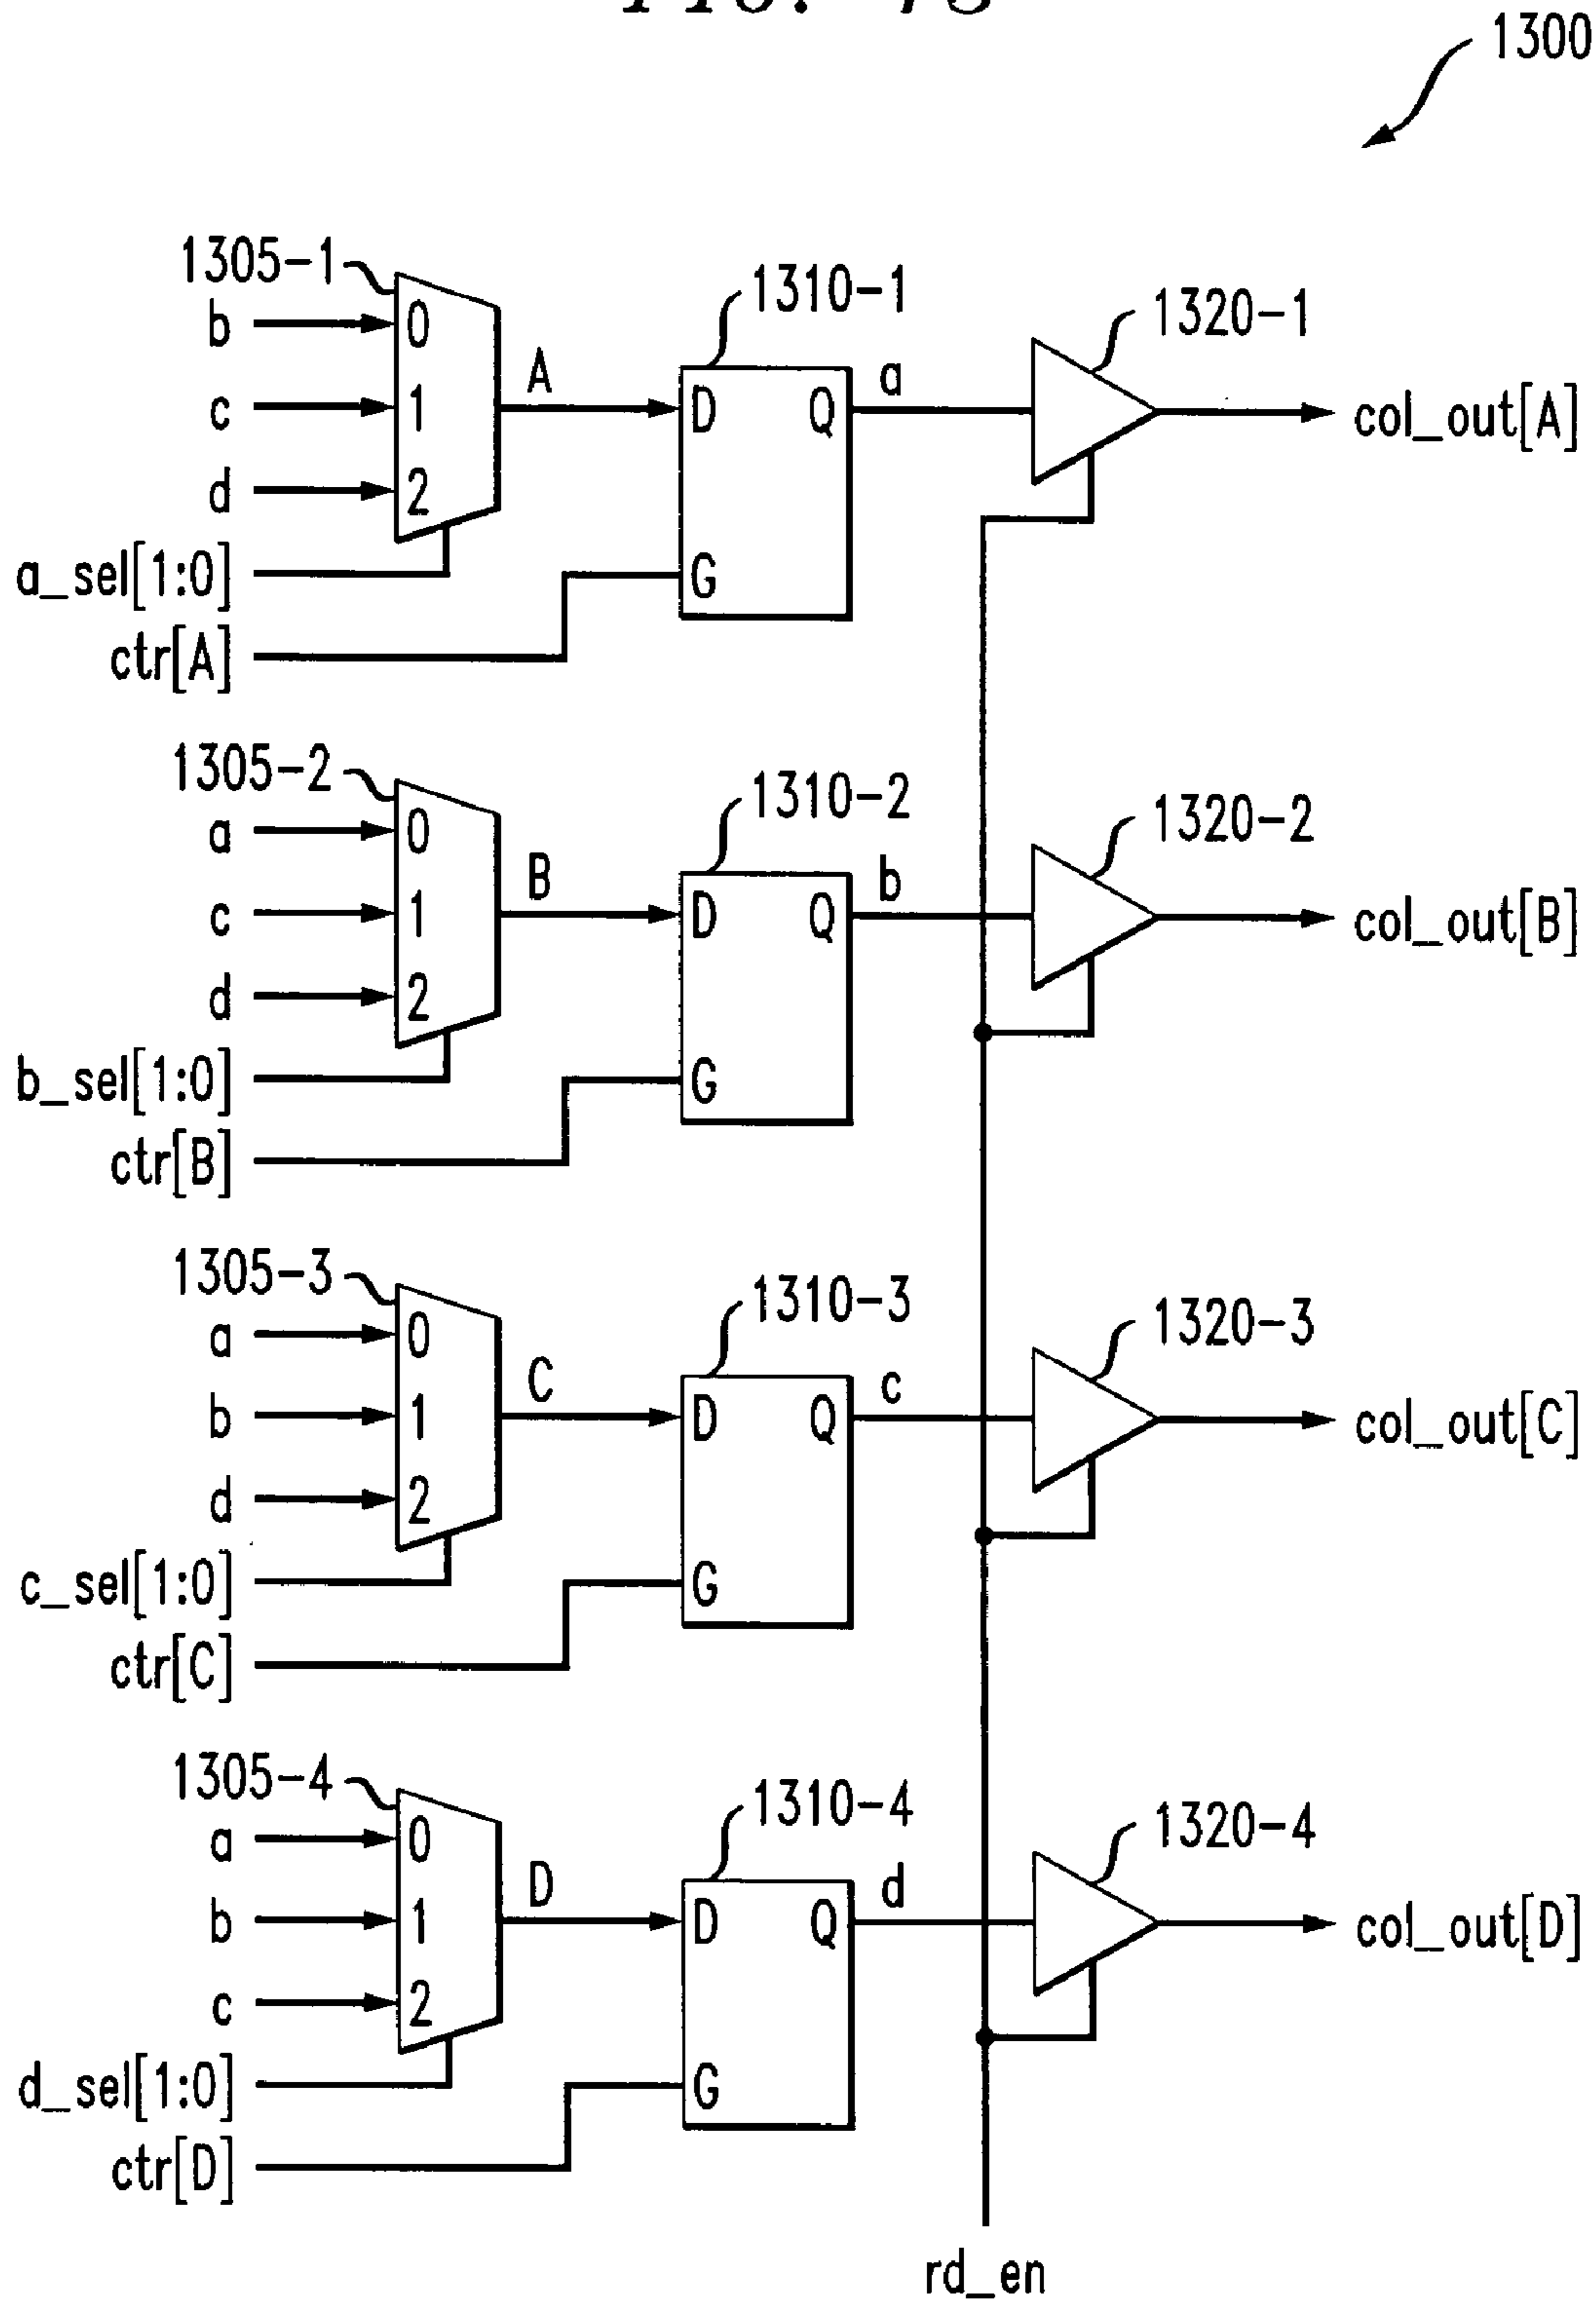 FIG. 13
1300
1305-1
b
0
c
1
d
2
a_sel[1:0]
ctr[A]
A
1310-1
D
Q
G
a
1320-1
col_out[A]
1305-2
a
0
c
1
d
2
b_sel[1:0]
ctr[B]
B
1310-2
D
Q
G
b
1320-2
col_out[B]
1305-3
a
0
b
1
d
2
c_sel[1:0]
ctr[C]
C
1310-3
D
Q
G
c
1320-3
col_out[C]
1305-4
a
0
b
1
c
2
d_sel[1:0]
ctr[D]
D
1310-4
D
Q
G
d
1320-4
col_out[D]
rd_en